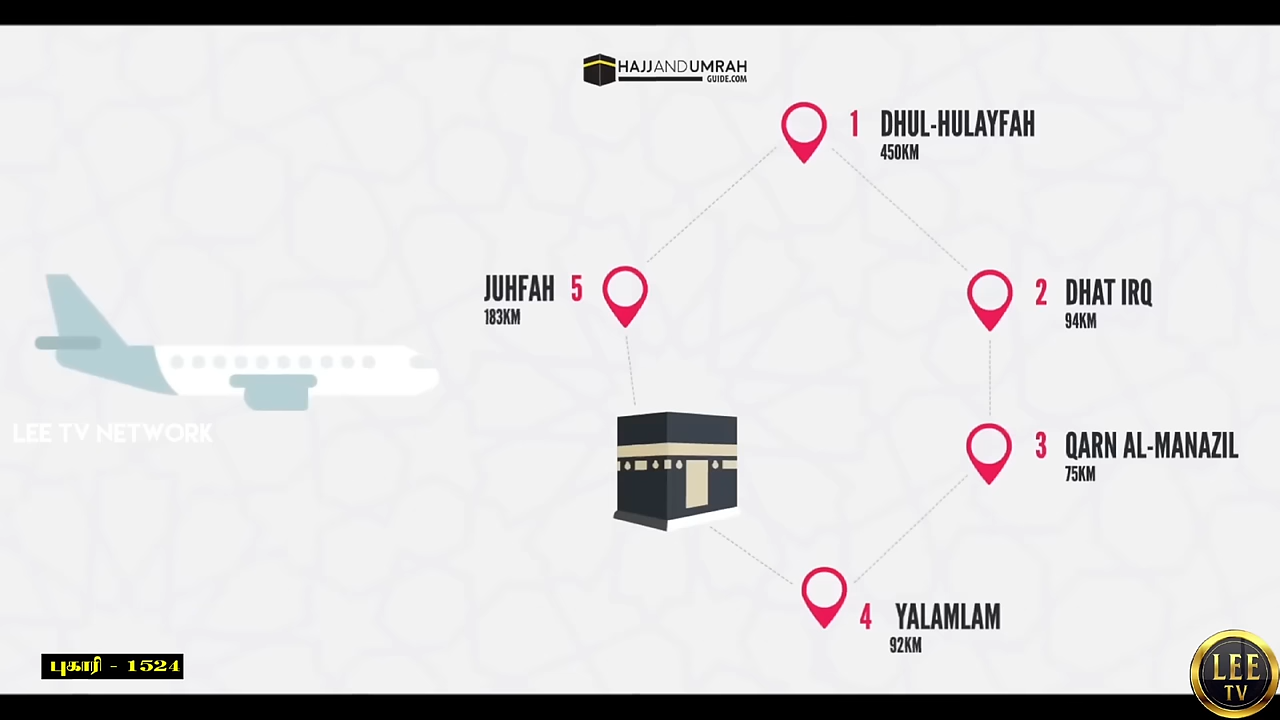 HAJJANDUMRAH
GUIDE.COM
1 DHUL-HULAYFAH
450KM
JUHFAH 5
183KM
2 DHAT IRQ
94KM
LEE TV NETWORK
3 QARN AL-MANAZIL
75KM
4 YALAMLAM
92KM
புகாரி - 1524
LEE
TV